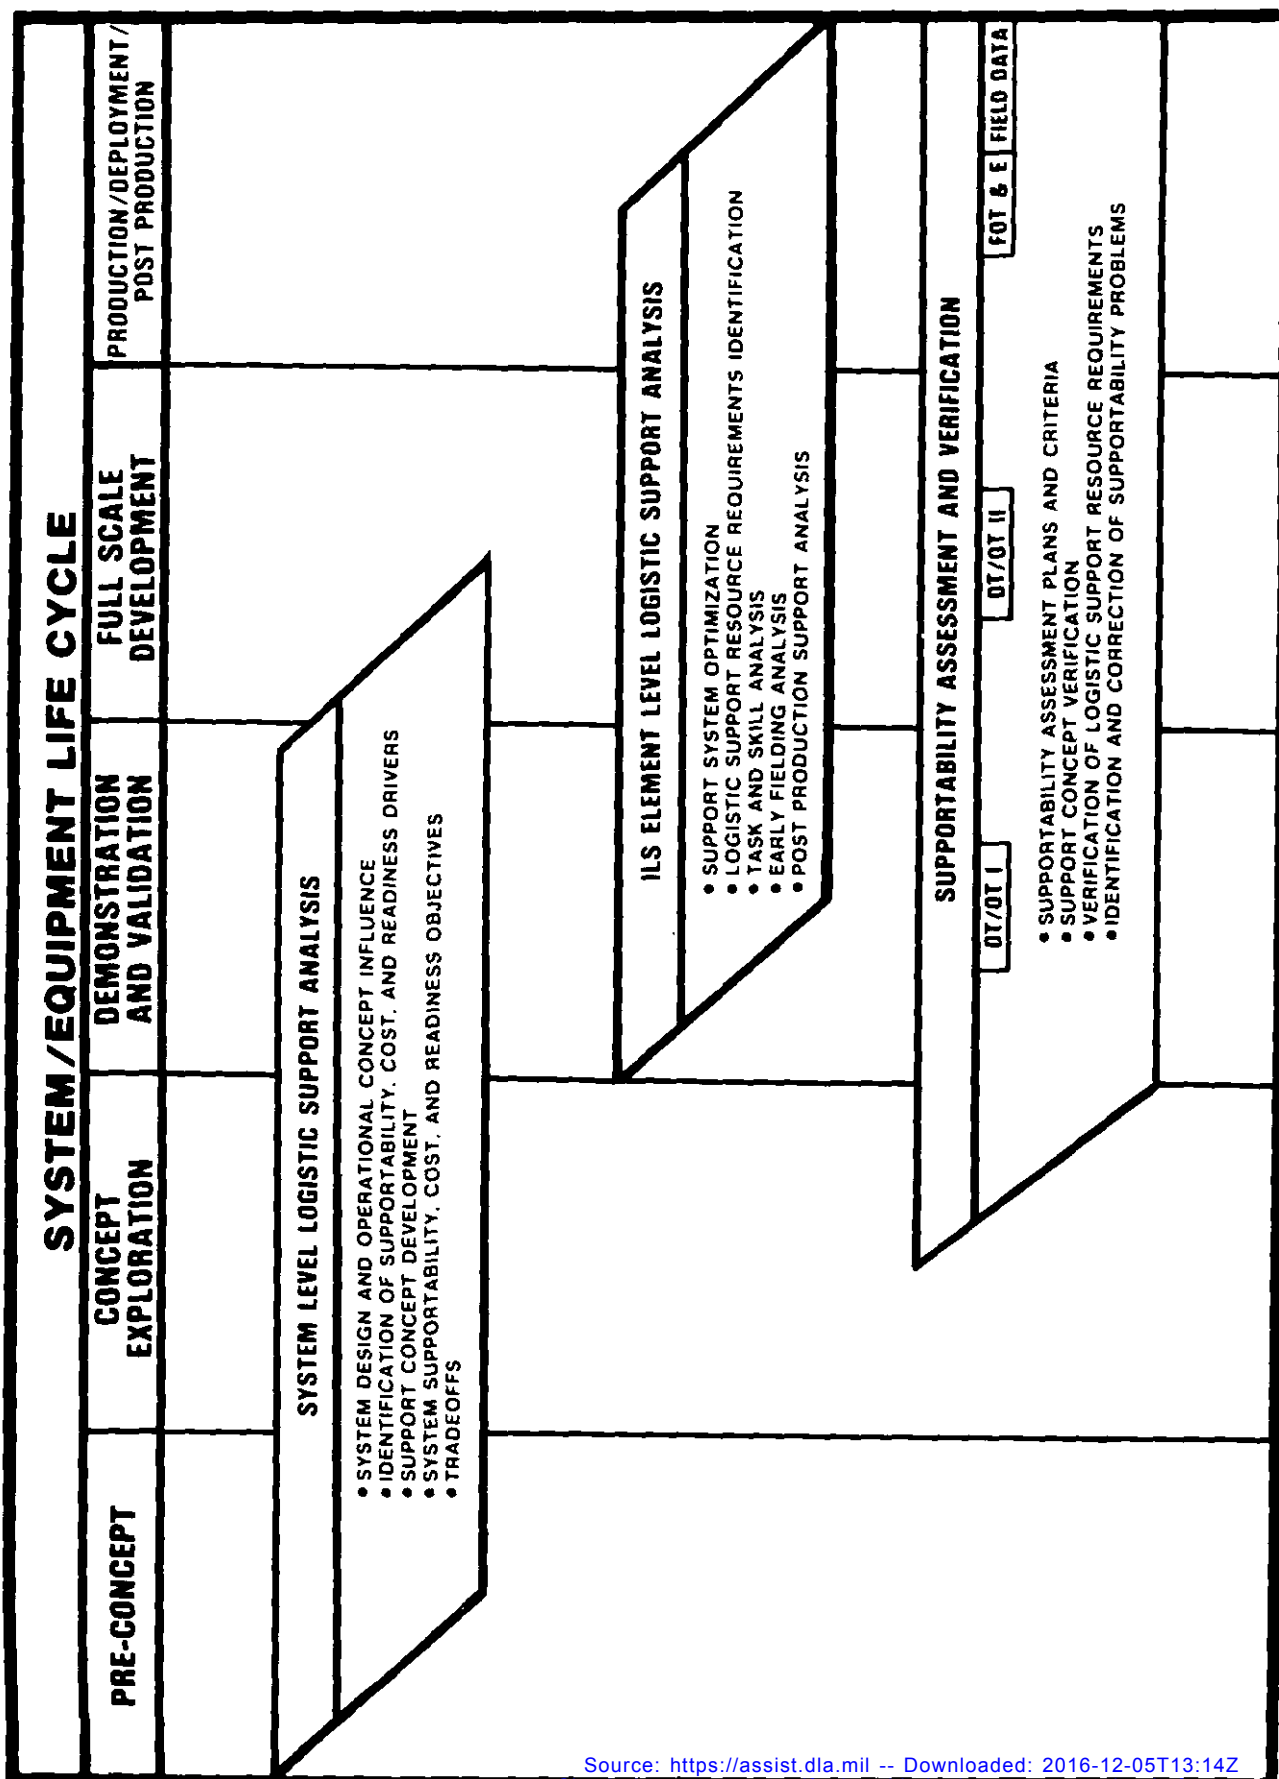 SYSTEM/EQUIPMENT LIFE CYCLE
PRE-CONCEPT
CONCEPT
EXPLORATION
DEMONSTRATION
AND VALIDATION
FULL SCALE
DEVELOPMENT
PRODUCTION/DEPLOYMENT/
POST PRODUCTION
SYSTEM LEVEL LOGISTIC SUPPORT ANALYSIS
• SYSTEM DESIGN AND OPERATIONAL CONCEPT INFLUENCE
• IDENTIFICATION OF SUPPORTABILITY, COST, AND READINESS DRIVERS
• SUPPORT CONCEPT DEVELOPMENT
• SYSTEM SUPPORTABILITY, COST, AND READINESS OBJECTIVES
• TRADEOFFS
ILS ELEMENT LEVEL LOGISTIC SUPPORT ANALYSIS
• SUPPORT SYSTEM OPTIMIZATION
• LOGISTIC SUPPORT RESOURCE REQUIREMENTS IDENTIFICATION
• TASK AND SKILL ANALYSIS
• EARLY FIELDING ANALYSIS
• POST PRODUCTION SUPPORT ANALYSIS
SUPPORTABILITY ASSESSMENT AND VERIFICATION
DT/OT I
DT/OT II
FOT & E
FIELD DATA
• SUPPORTABILITY ASSESSMENT PLANS AND CRITERIA
• SUPPORT CONCEPT VERIFICATION
• VERIFICATION OF LOGISTIC SUPPORT RESOURCE REQUIREMENTS
• IDENTIFICATION AND CORRECTION OF SUPPORTABILITY PROBLEMS
Source: https://assist.dla.mil -- Downloaded: 2016-12-05T13:14Z